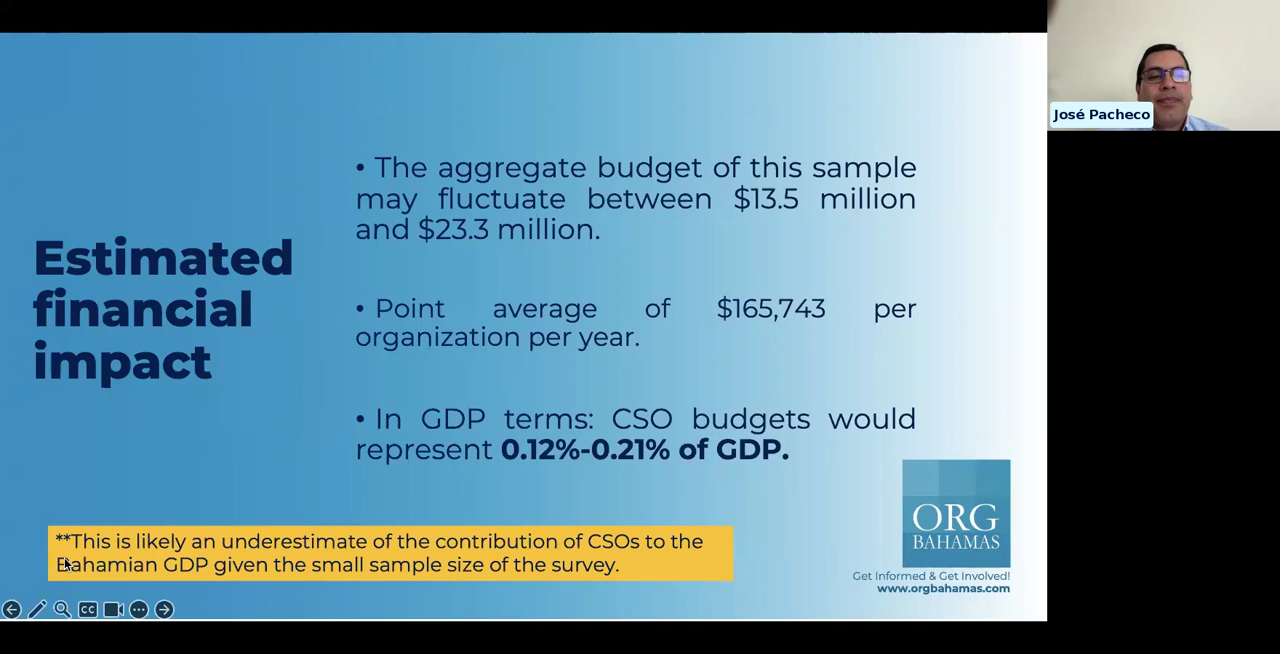 José Pacheco
Estimated
financial
impact
• The aggregate budget of this sample
may fluctuate between $13.5 million
and $23.3 million.
• Point average of $165,743 per
organization per year.
• In GDP terms: CSO budgets would
represent 0.12%-0.21% of GDP.
**This is likely an underestimate of the contribution of CSOs to the
Bahamian GDP given the small sample size of the survey.
ORG
BAHAMAS
Get Informed & Get Involved!
www.orgbahamas.com
CC